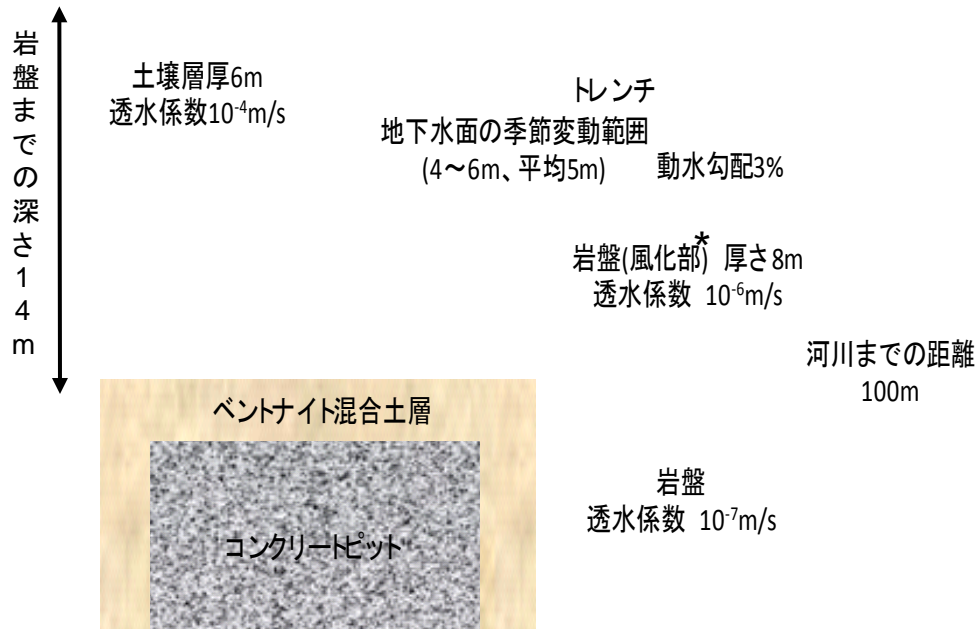 岩盤までの深さ14m
土壌層厚6m
透水係数10⁻⁴m/s
トレンチ
地下水面の季節変動範囲
(4～6m、平均5m)
動水勾配3%
岩盤(風化部)* 厚さ8m
透水係数 10⁻⁶m/s
河川までの距離
100m
ベントナイト混合土層
岩盤
透水係数 10⁻⁷m/s
コンクリートピット